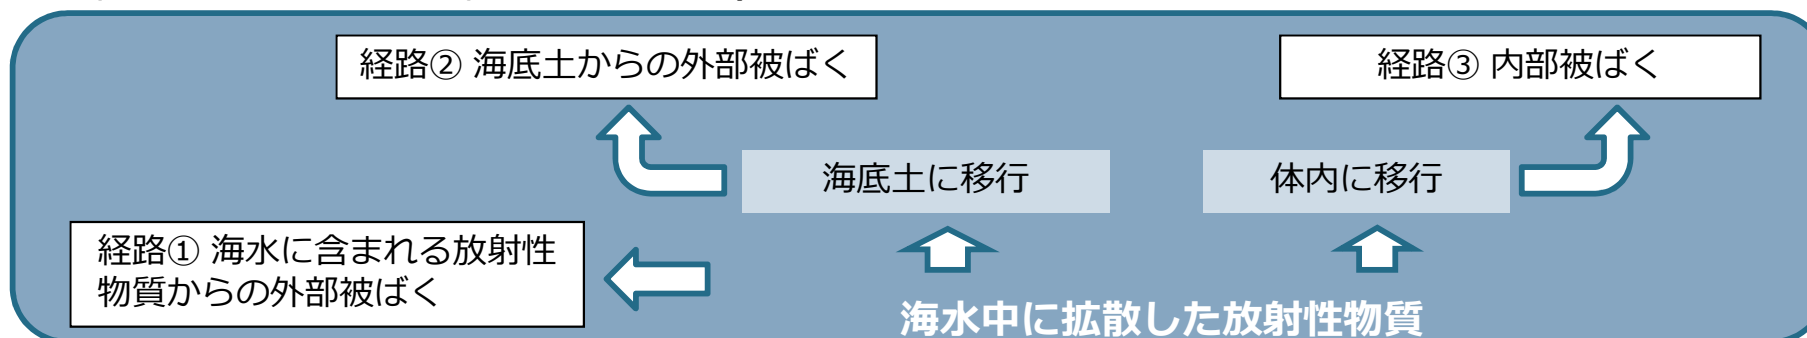 経路② 海底土からの外部被ばく
経路③ 内部被ばく
海底土に移行
体内に移行
経路① 海水に含まれる放射性
物質からの外部被ばく
海水中に拡散した放射性物質